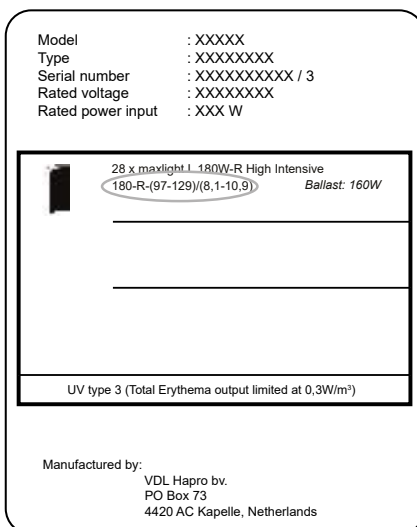 Model : XXXXX
Type : XXXXXXXX
Serial number : XXXXXXXXXX / 3
Rated voltage : XXXXXXXX
Rated power input : XXX W
28 x maxlight L 180W-R High Intensive
180-R-(97-129)/(8,1-10,9) Ballast: 160W
UV type 3 (Total Erythema output limited at 0,3W/m³)
Manufactured by:
VDL Hapro bv.
PO Box 73
4420 AC Kapelle, Netherlands